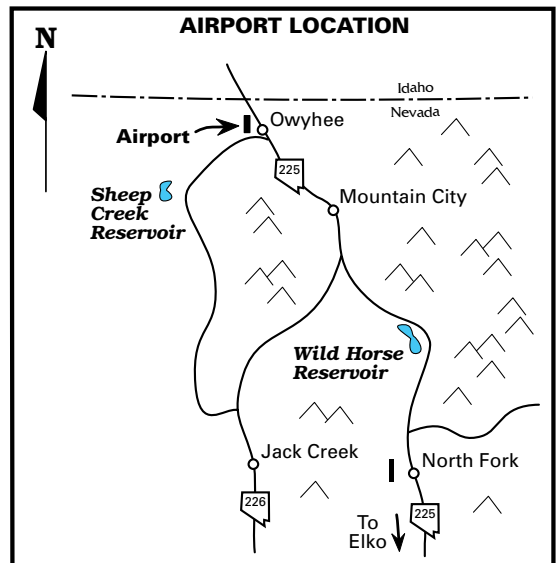 AIRPORT LOCATION
N
Idaho
Nevada
Owyhee
Airport
225
Sheep
Creek
Reservoir
Mountain City
Wild Horse
Reservoir
Jack Creek
North Fork
226
225
To
Elko